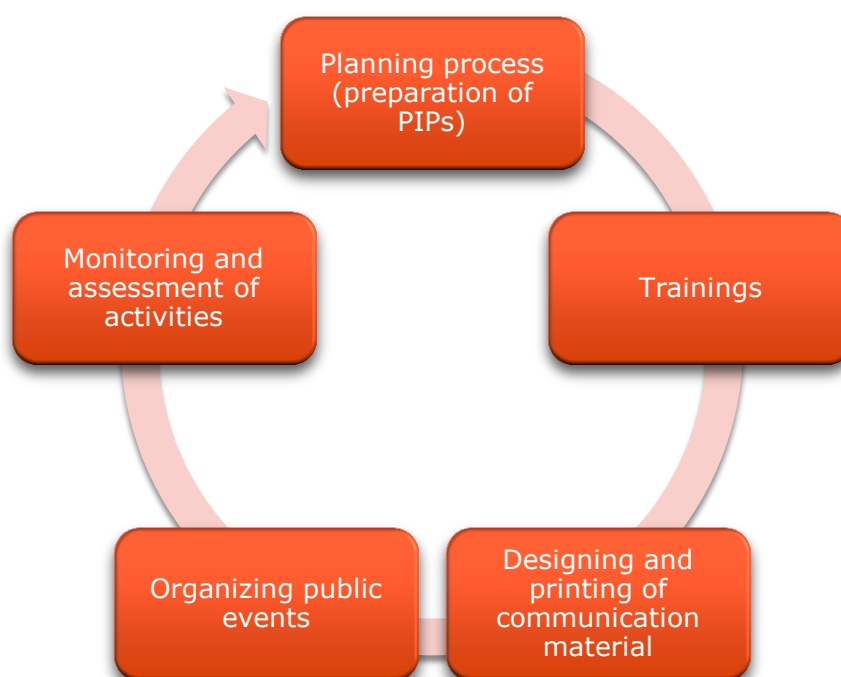 Planning process
(preparation of
PIPs)
Trainings
Designing and
printing of
communication
material
Organizing public
events
Monitoring and
assessment of
activities